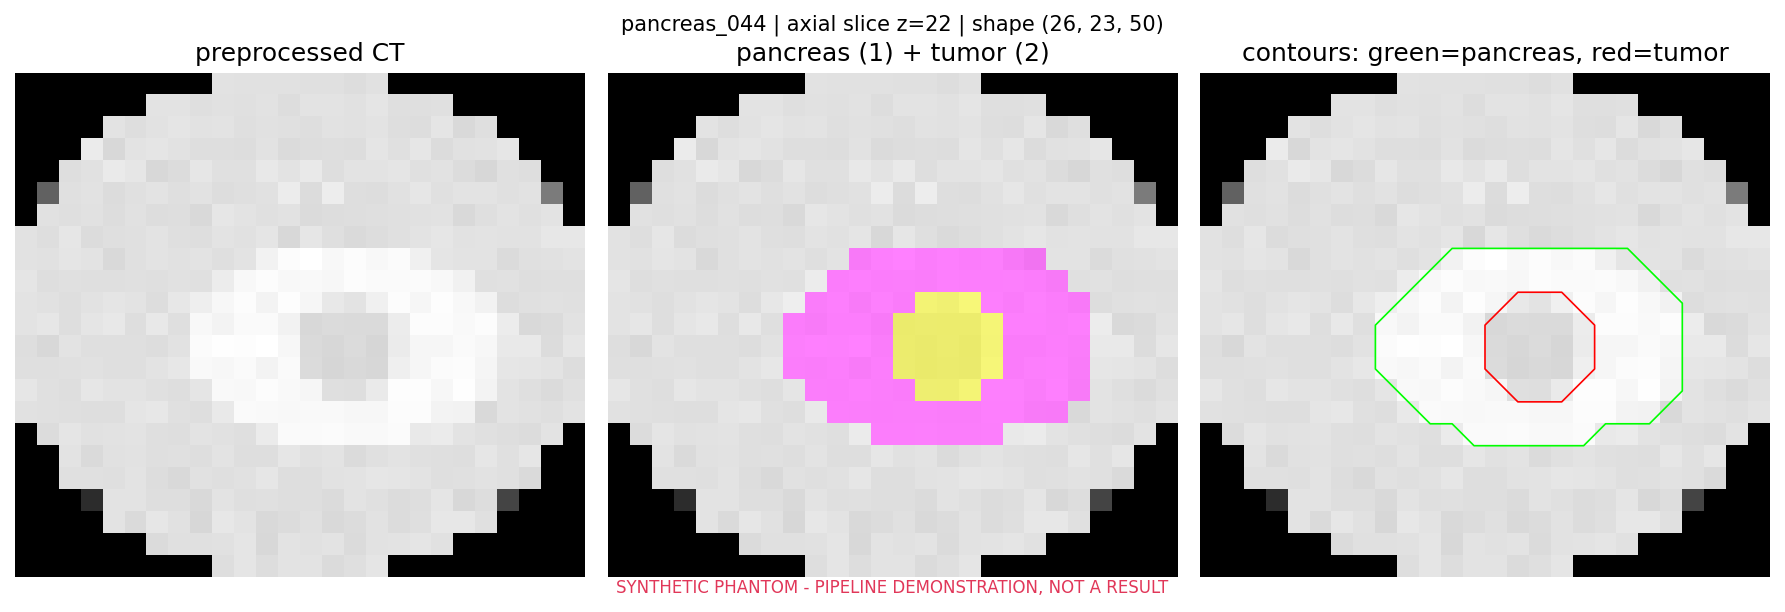 pancreas_044 | axial slice z=22 | shape (26, 23, 50)
preprocessed CT
pancreas (1) + tumor (2)
contours: green=pancreas, red=tumor
SYNTHETIC PHANTOM - PIPELINE DEMONSTRATION, NOT A RESULT